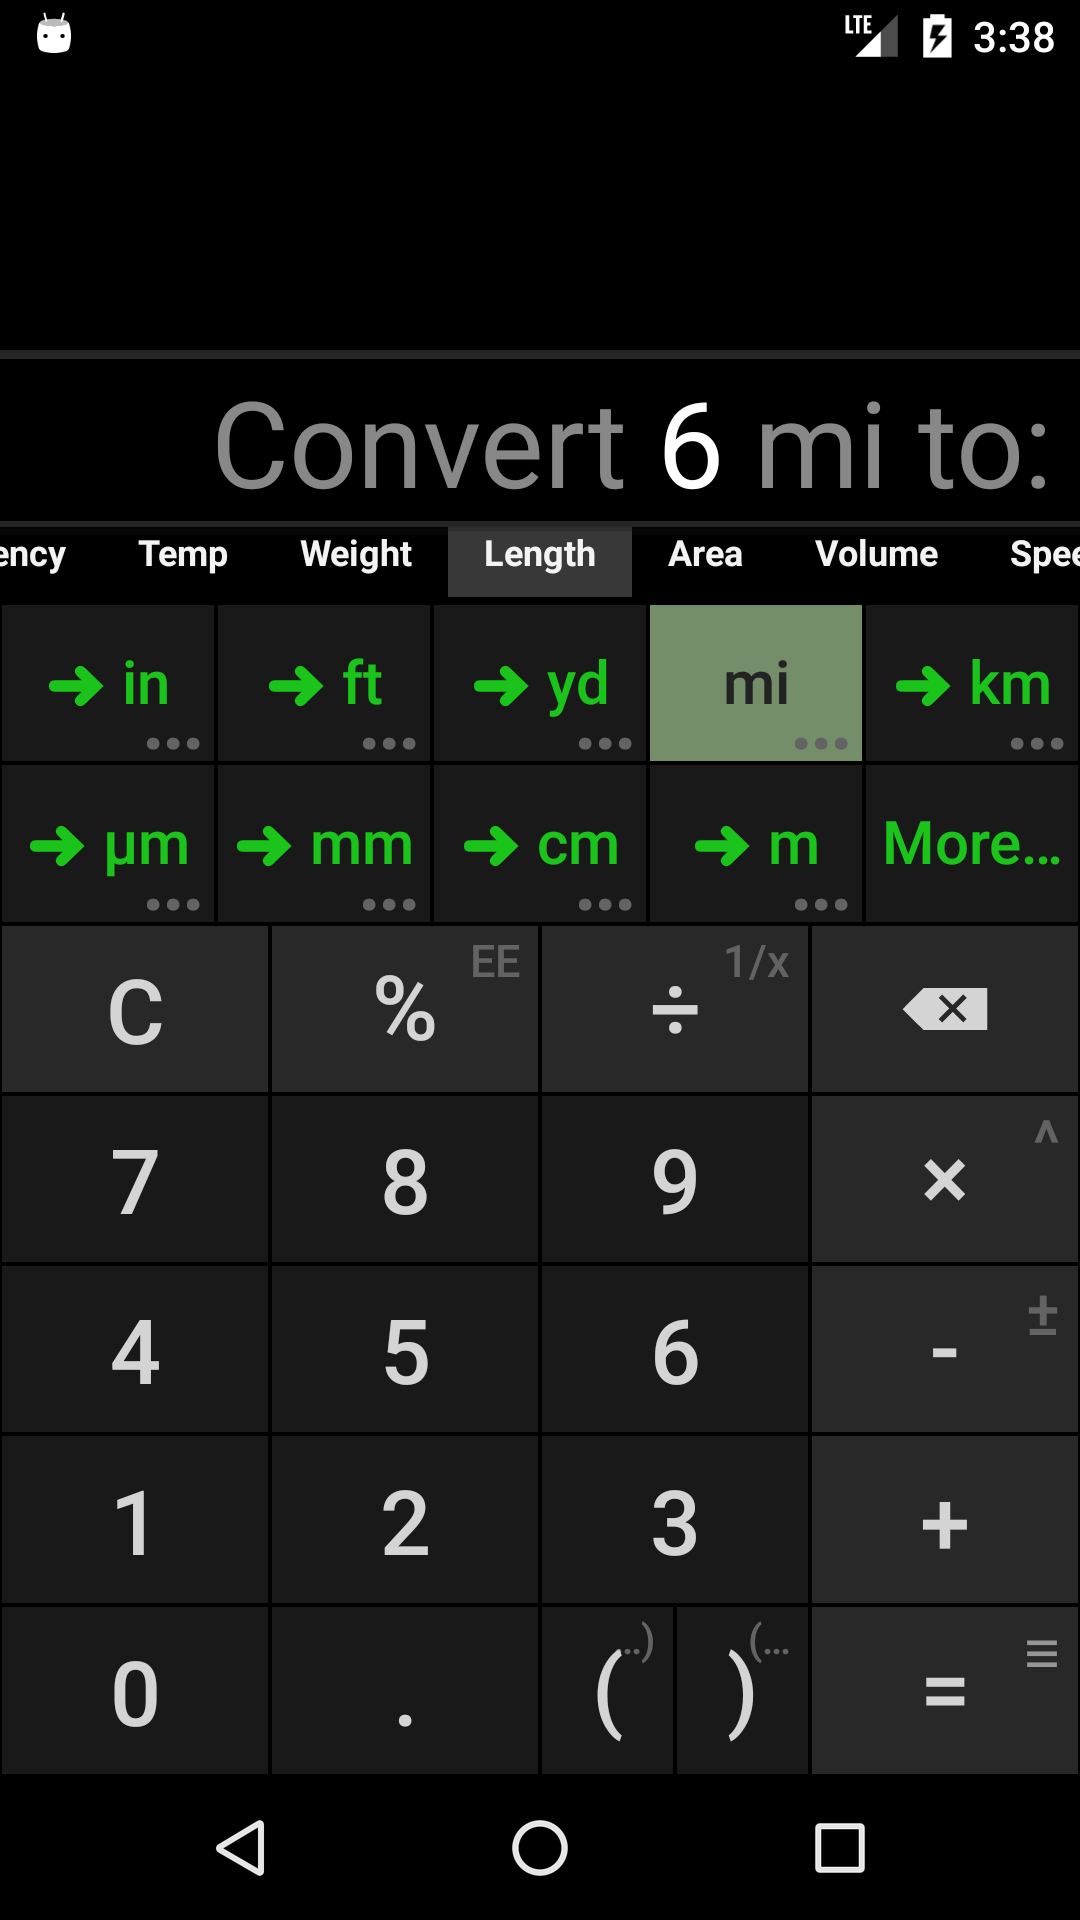 LTE 3:38
Convert 6 mi to:
ency Temp Weight Length Area Volume Spee
in ft yd mi km
µm mm cm m More...
C % EE ÷ 1/x
7 8 9 × ^
4 5 6 - ±
1 2 3 +
0 . ( ..) ) (... =